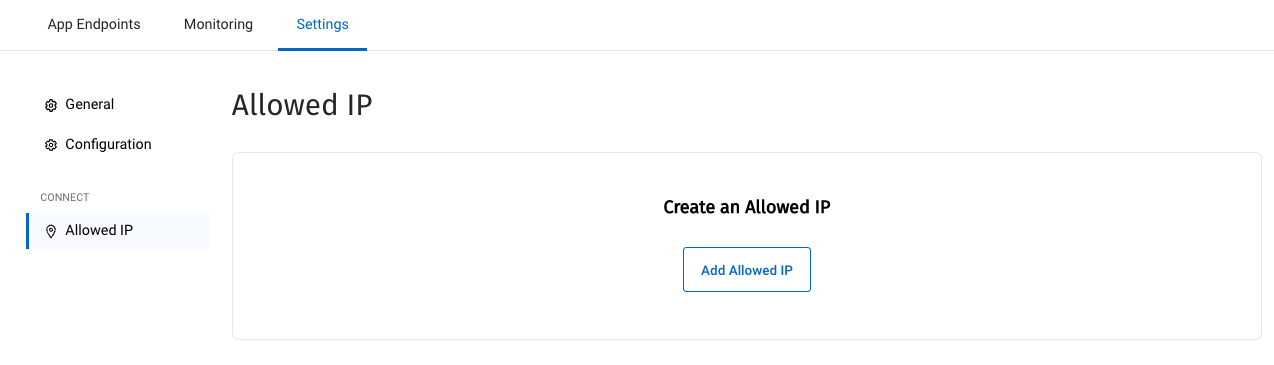 App Endpoints
Monitoring
Settings
General
Configuration
CONNECT
Allowed IP
Allowed IP
Create an Allowed IP
Add Allowed IP